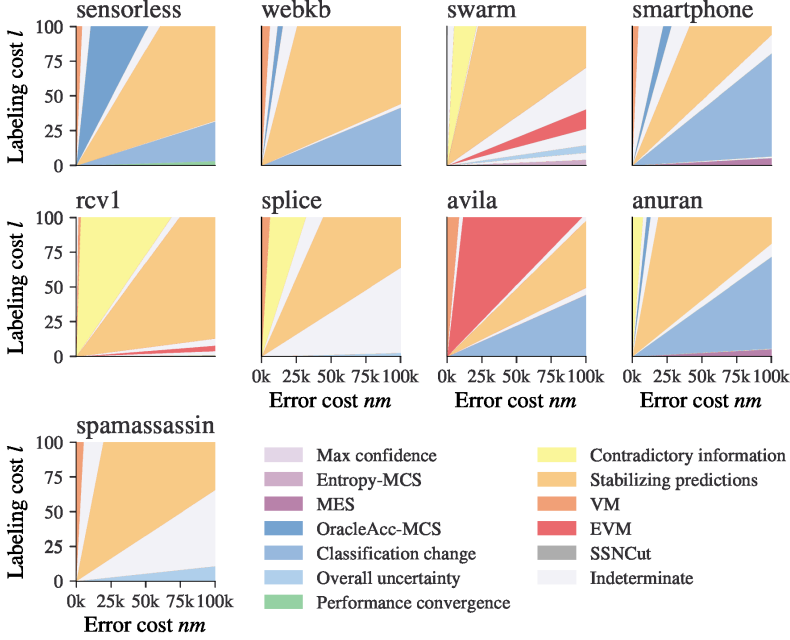 sensorless
webkb
swarm
smartphone
Labeling cost l
100
75
50
25
0
rcv1
splice
avila
anuran
Labeling cost l
100
75
50
25
0
0k 25k 50k 75k 100k
0k 25k 50k 75k 100k
0k 25k 50k 75k 100k
Error cost nm
Error cost nm
Error cost nm
spamassassin
Labeling cost l
100
75
50
25
0
0k 25k 50k 75k 100k
Error cost nm
Max confidence
Entropy-MCS
MES
OracleAcc-MCS
Classification change
Overall uncertainty
Performance convergence
Contradictory information
Stabilizing predictions
VM
EVM
SSNCut
Indeterminate